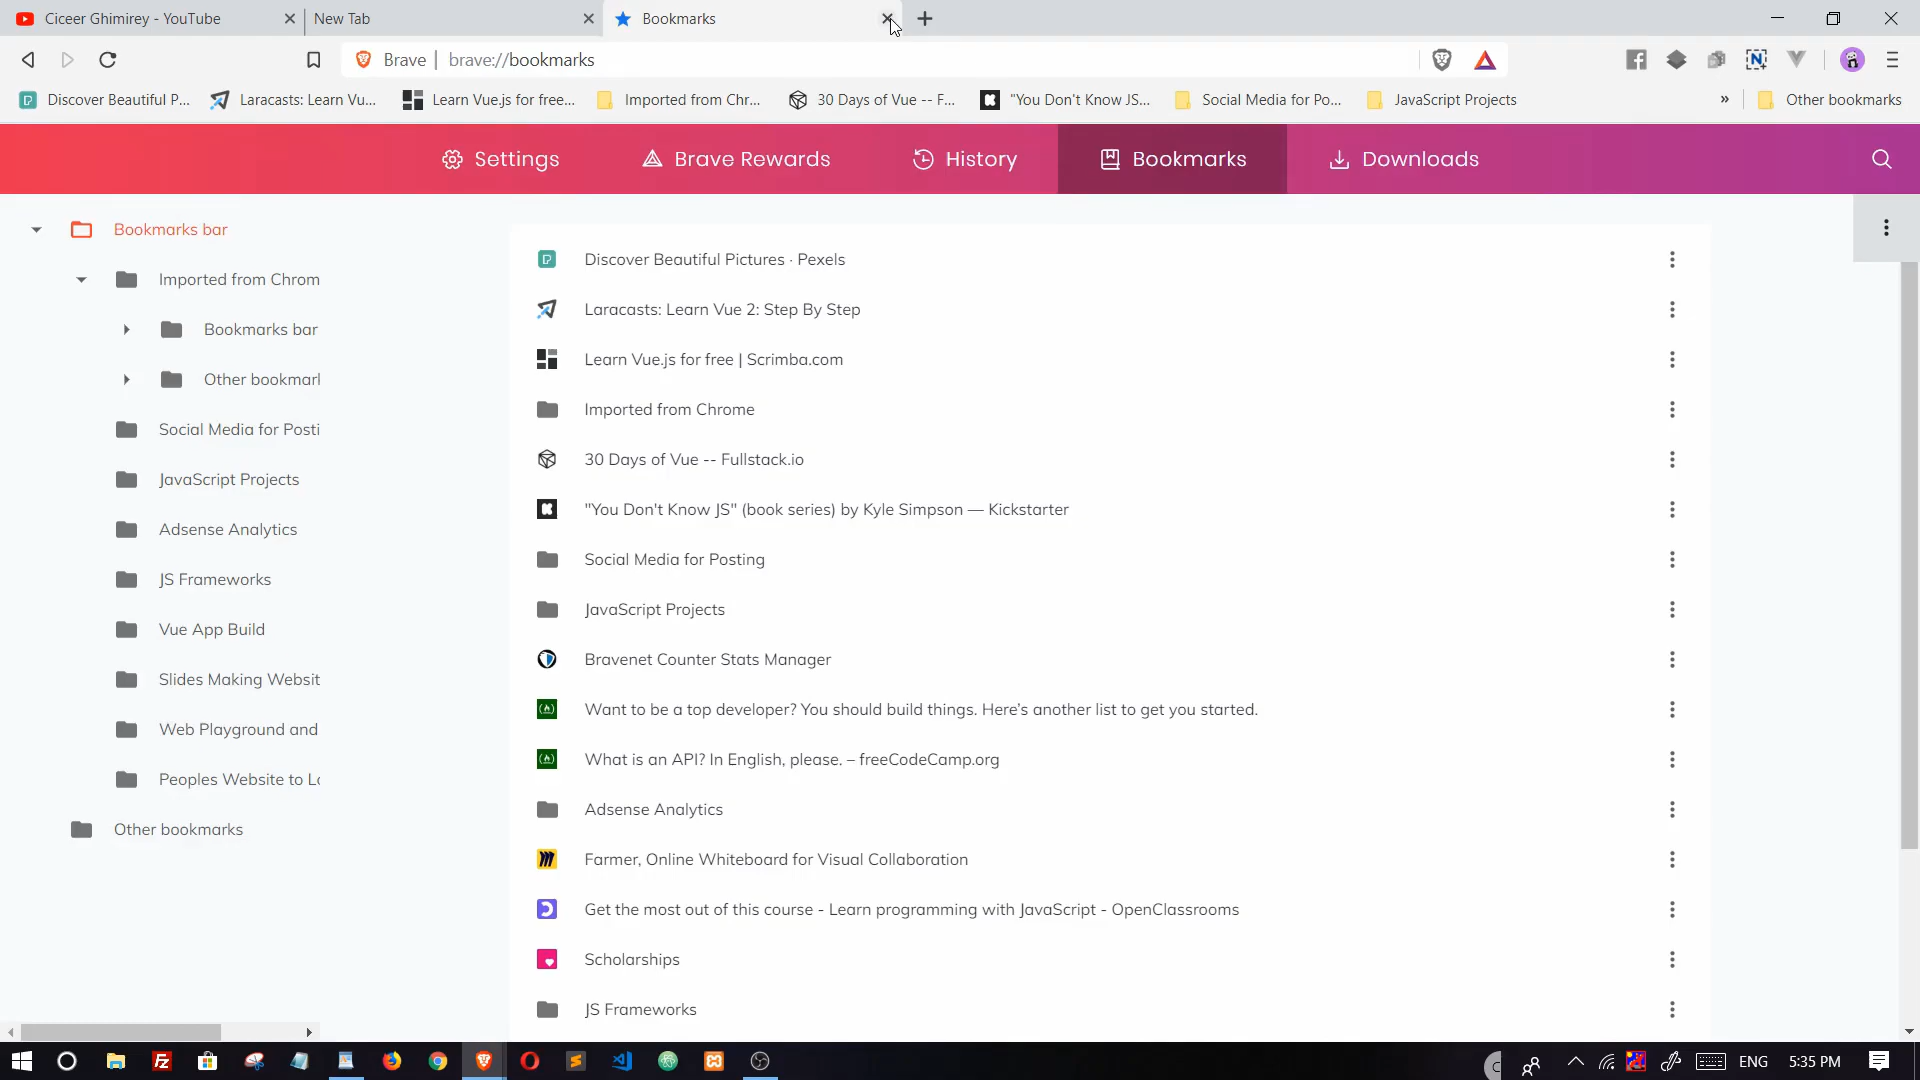 Ciceer Ghimirey - YouTube
New Tab
Bookmarks
Brave | brave://bookmarks
Discover Beautiful P...
Laracasts: Learn Vu...
Learn Vue.js for free...
Imported from Chr...
30 Days of Vue -- F...
"You Don't Know JS...
Social Media for Po...
JavaScript Projects
»
Other bookmarks
Settings
Brave Rewards
History
Bookmarks
Downloads
Bookmarks bar
Imported from Chrom
Bookmarks bar
Other bookmar
Social Media for Posti
JavaScript Projects
Adsense Analytics
JS Frameworks
Vue App Build
Slides Making Websit
Web Playground and
Peoples Website to Lo
Other bookmarks
Discover Beautiful Pictures · Pexels
Laracasts: Learn Vue 2: Step By Step
Learn Vue.js for free | Scrimba.com
Imported from Chrome
30 Days of Vue -- Fullstack.io
"You Don't Know JS" (book series) by Kyle Simpson — Kickstarter
Social Media for Posting
JavaScript Projects
Bravenet Counter Stats Manager
Want to be a top developer? You should build things. Here’s another list to get you started.
What is an API? In English, please. – freeCodeCamp.org
Adsense Analytics
Farmer, Online Whiteboard for Visual Collaboration
Get the most out of this course - Learn programming with JavaScript - OpenClassrooms
Scholarships
JS Frameworks
ENG
5:35 PM